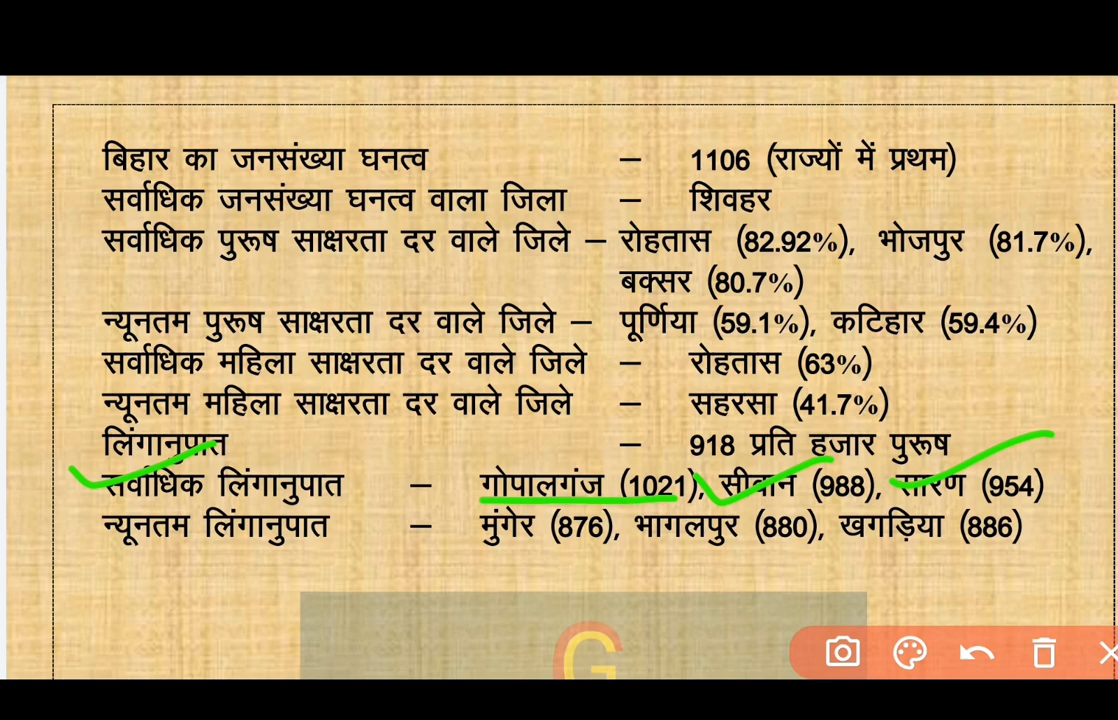 बिहार का जनसंख्या घनत्व – 1106 (राज्यों में प्रथम)
सर्वाधिक जनसंख्या घनत्व वाला जिला – शिवहर
सर्वाधिक पुरूष साक्षरता दर वाले जिले – रोहतास (82.92%), भोजपुर (81.7%),
बक्सर (80.7%)
न्यूनतम पुरूष साक्षरता दर वाले जिले – पूर्णिया (59.1%), कटिहार (59.4%)
सर्वाधिक महिला साक्षरता दर वाले जिले – रोहतास (63%)
न्यूनतम महिला साक्षरता दर वाले जिले – सहरसा (41.7%)
लिंगानुपात – 918 प्रति हजार पुरूष
सर्वाधिक लिंगानुपात – गोपालगंज (1021), सीवान (988), सारण (954)
न्यूनतम लिंगानुपात – मुंगेर (876), भागलपुर (880), खगड़िया (886)
G